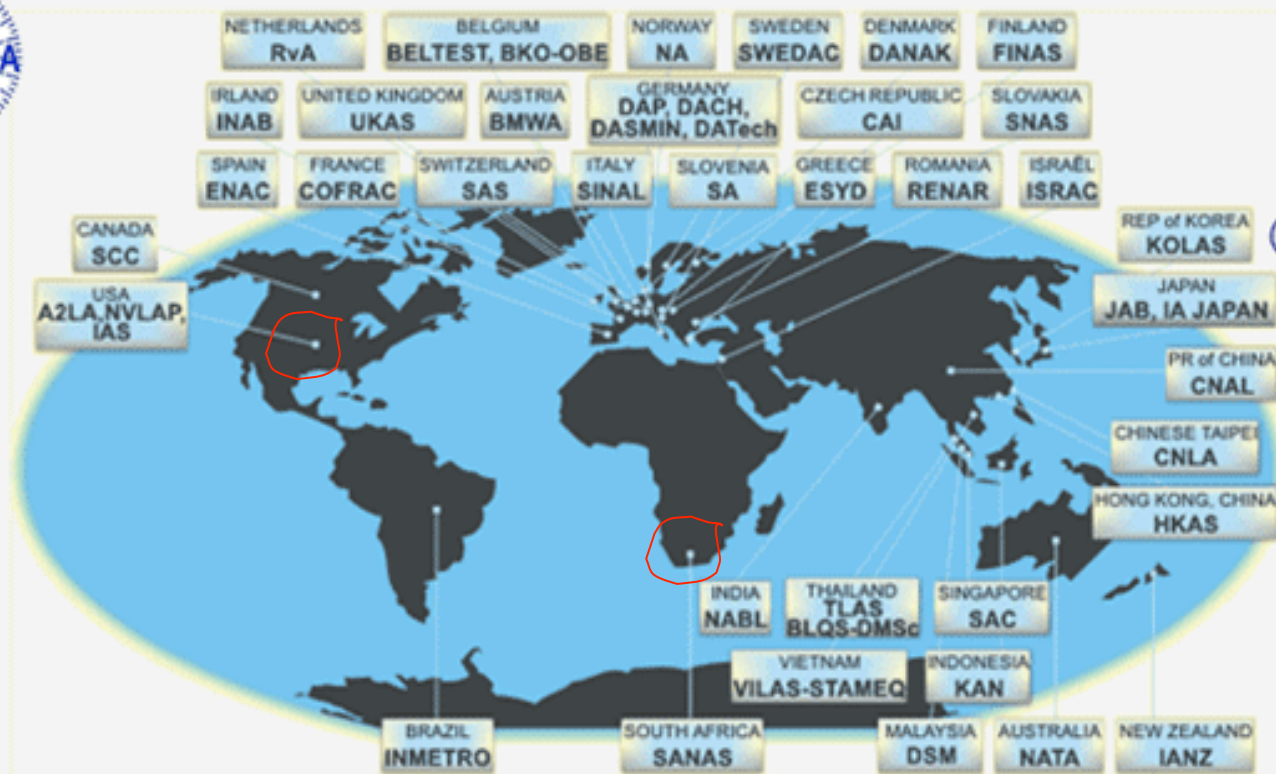 A
NETHERLANDS
RvA
BELGIUM
BELTEST, BKO-OBE
NORWAY
NA
SWEDEN
SWEDAC
DENMARK
DANAK
FINLAND
FINAS
IRLAND
INAB
UNITED KINGDOM
UKAS
AUSTRIA
BMWA
GERMANY
DAP, DACH,
DASMIN, DATech
CZECH REPUBLIC
CAI
SLOVAKIA
SNAS
SPAIN
ENAC
FRANCE
COFRAC
SWITZERLAND
SAS
ITALY
SINAL
SLOVENIA
SA
GREECE
ESYD
ROMANIA
RENAR
ISRAËL
ISRAC
CANADA
SCC
REP of KOREA
KOLAS
USA
A2LA,NVLAP,
IAS
JAPAN
JAB, IA JAPAN
PR of CHINA
CNAL
CHINESE TAIPEI
CNLA
HONG KONG, CHINA
HKAS
INDIA
NABL
THAILAND
TLAS
BLQS-DMSc
SINGAPORE
SAC
VIETNAM
VILAS-STAMEQ
INDONESIA
KAN
BRAZIL
INMETRO
SOUTH AFRICA
SANAS
MALAYSIA
DSM
AUSTRALIA
NATA
NEW ZEALAND
IANZ